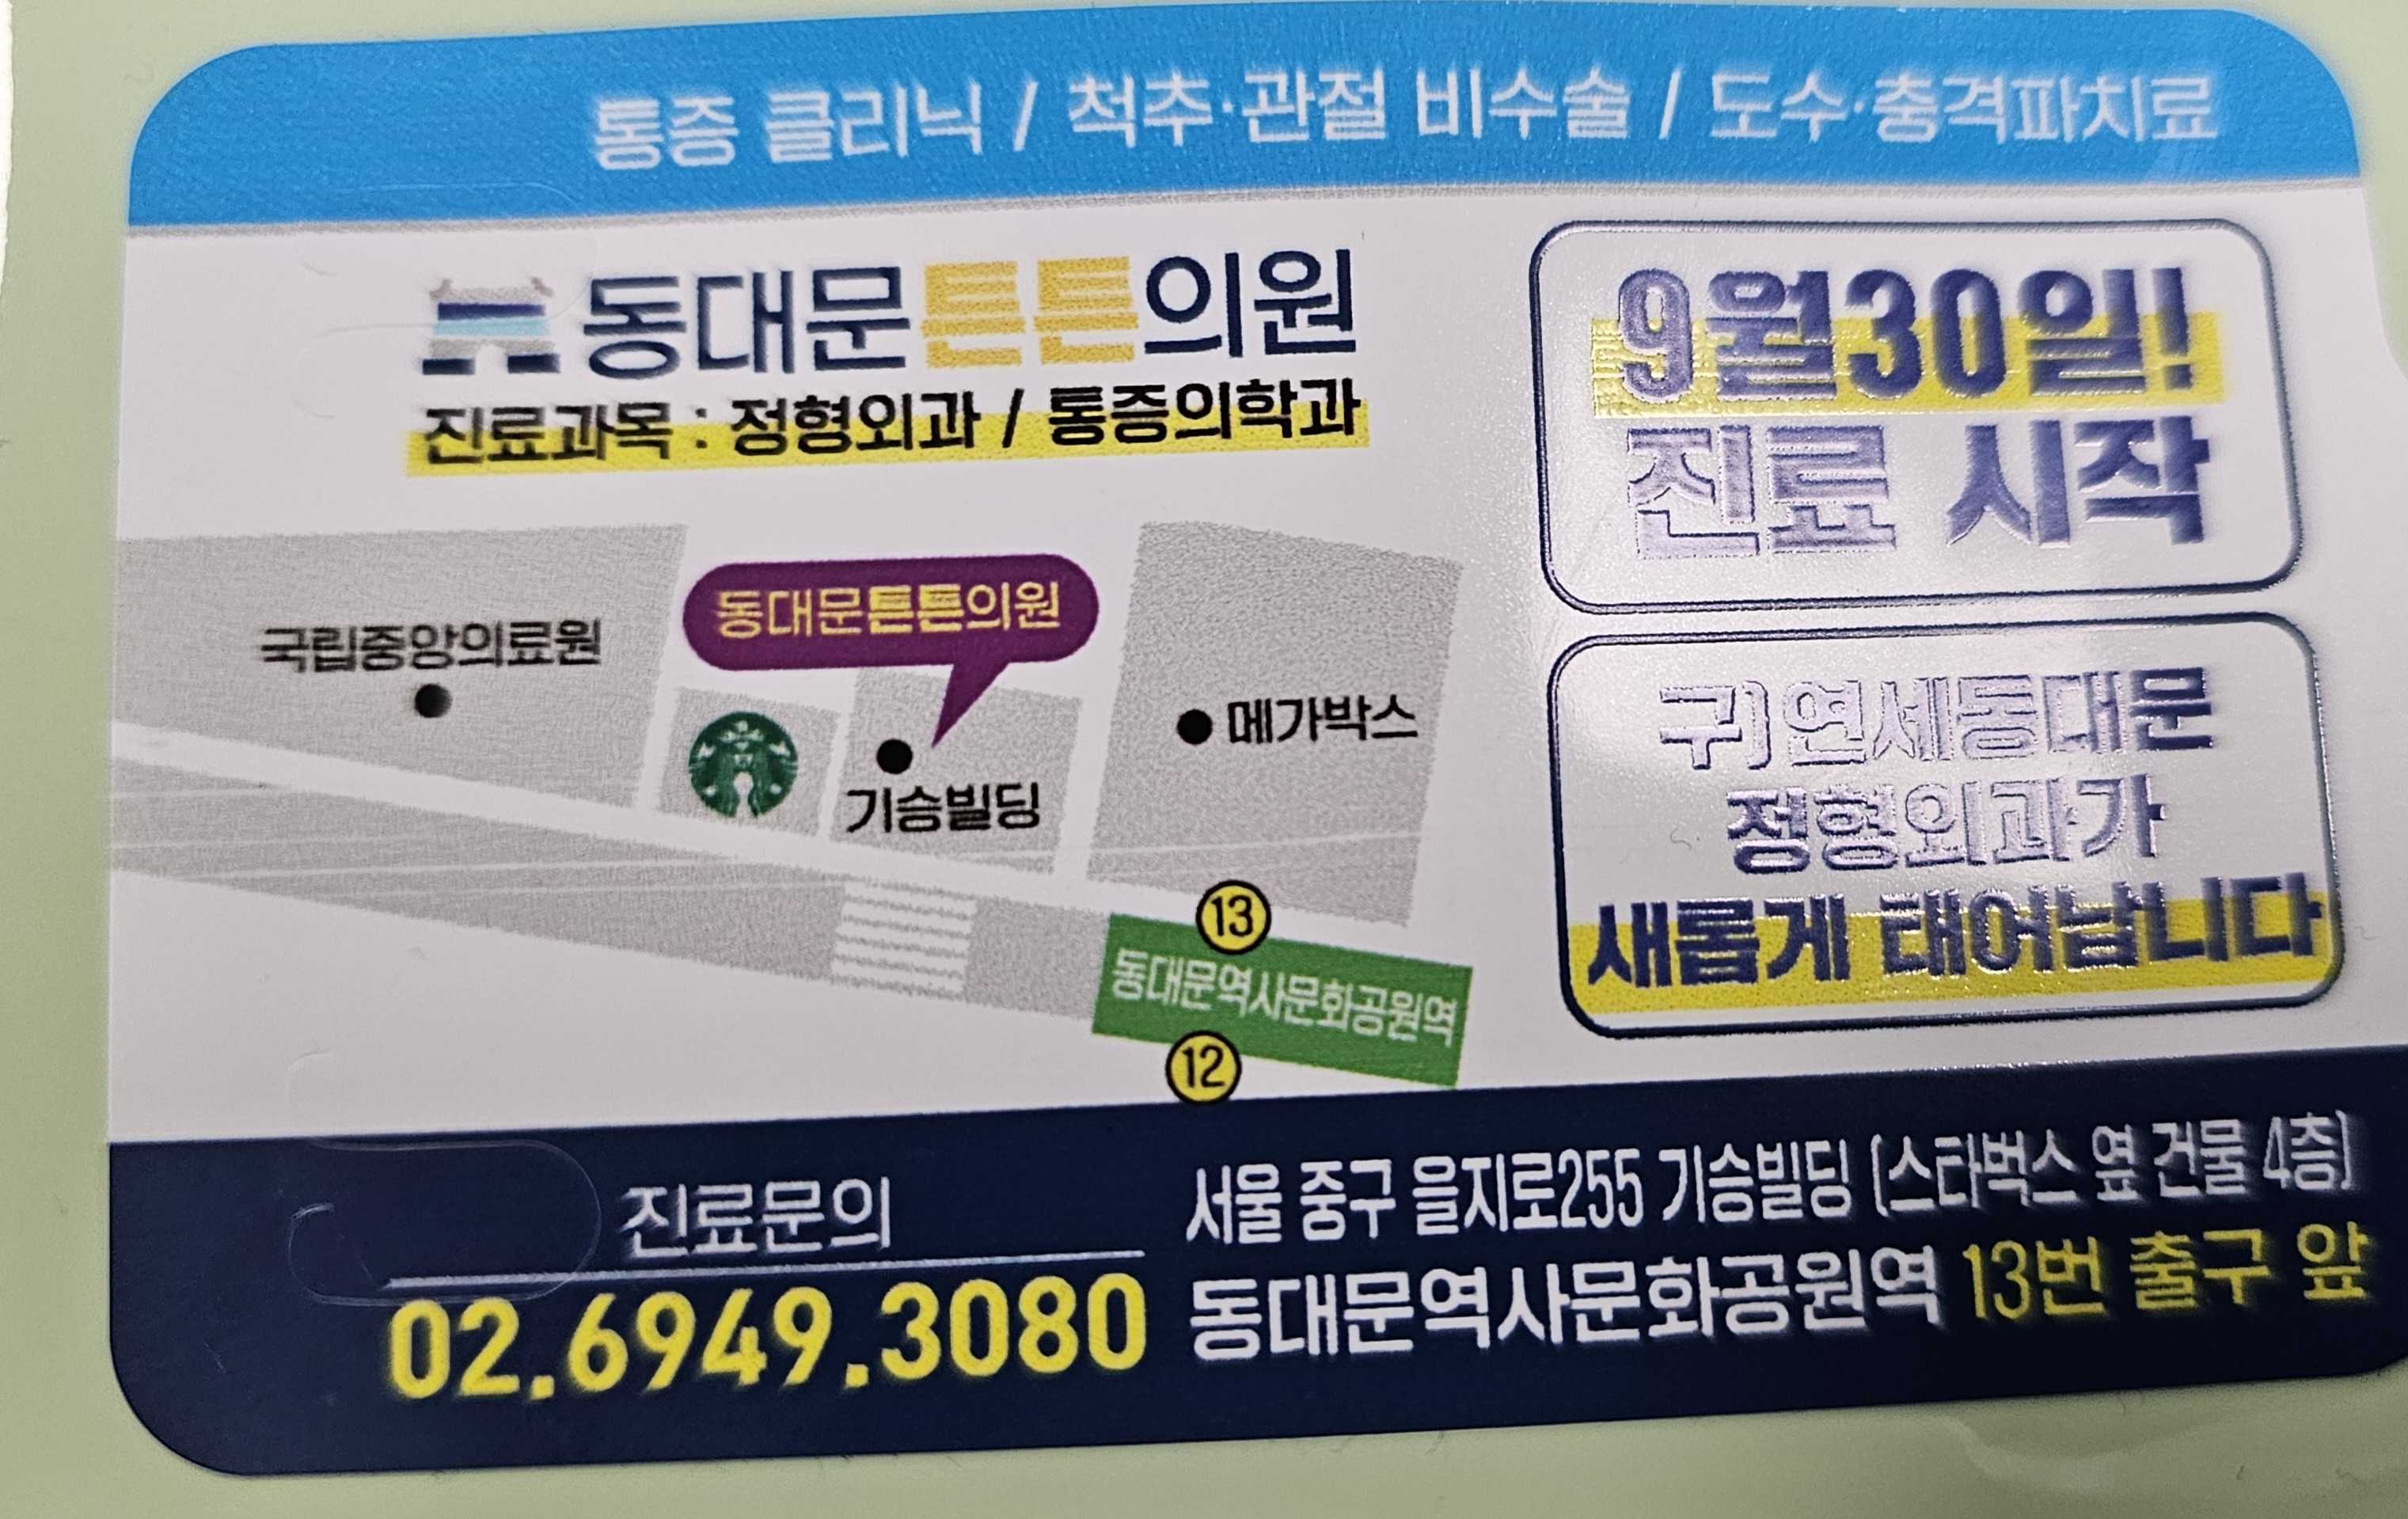 통증 클리닉 / 척추·관절 비수술 / 도수·충격파치료
동대문튼튼의원
진료과목 : 정형외과 / 통증의학과
9월30일!
진료 시작
국립중앙의료원
동대문튼튼의원
기승빌딩
메가박스
13
동대문역사문화공원역
12
구)연세동대문
정형외과가
새롭게 태어납니다
진료문의
02.6949.3080
서울 중구 을지로255 기승빌딩 (스타벅스 옆 건물 4층)
동대문역사문화공원역 13번 출구 앞